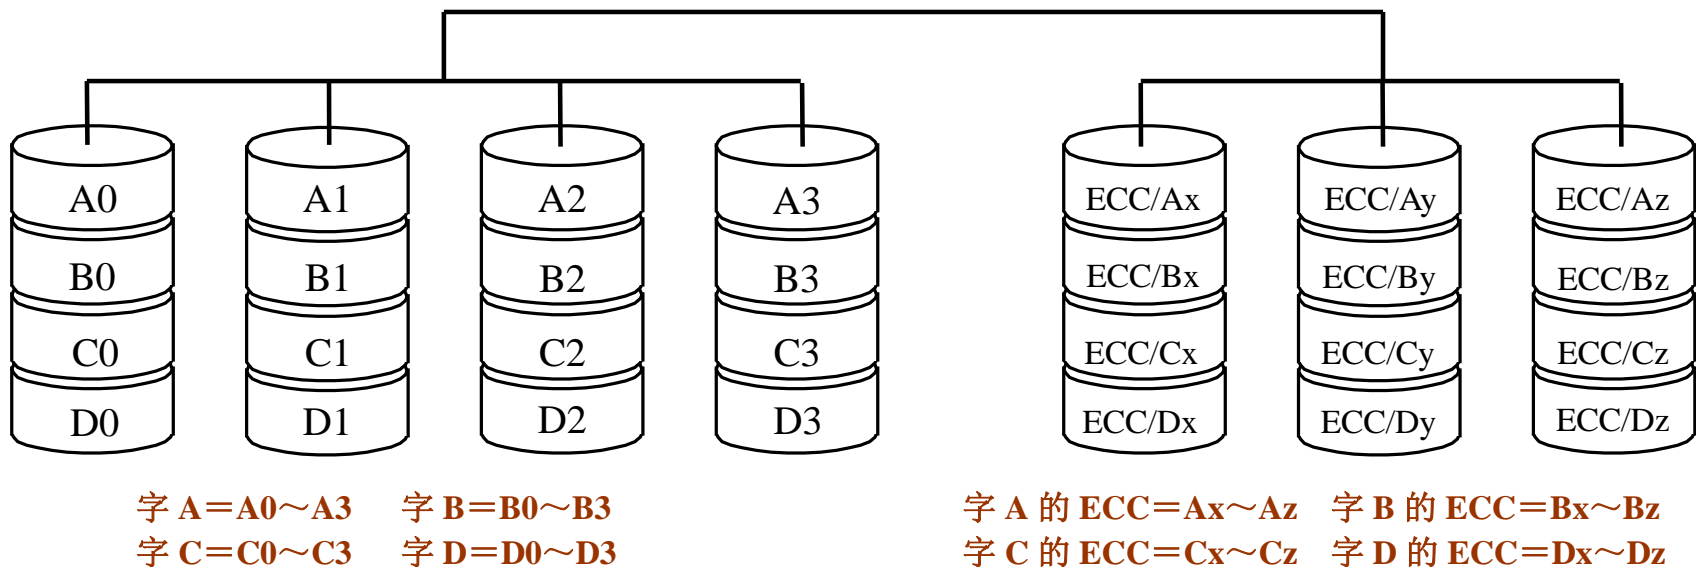 A0 A1 A2 A3 ECC/Ax ECC/Ay ECC/Az
B0 B1 B2 B3 ECC/Bx ECC/By ECC/Bz
C0 C1 C2 C3 ECC/Cx ECC/Cy ECC/Cz
D0 D1 D2 D3 ECC/Dx ECC/Dy ECC/Dz
字 A＝A0～A3 字 B＝B0～B3 字 A 的 ECC＝Ax～Az 字 B 的 ECC＝Bx～Bz
字 C＝C0～C3 字 D＝D0～D3 字 C 的 ECC＝Cx～Cz 字 D 的 ECC＝Dx～Dz